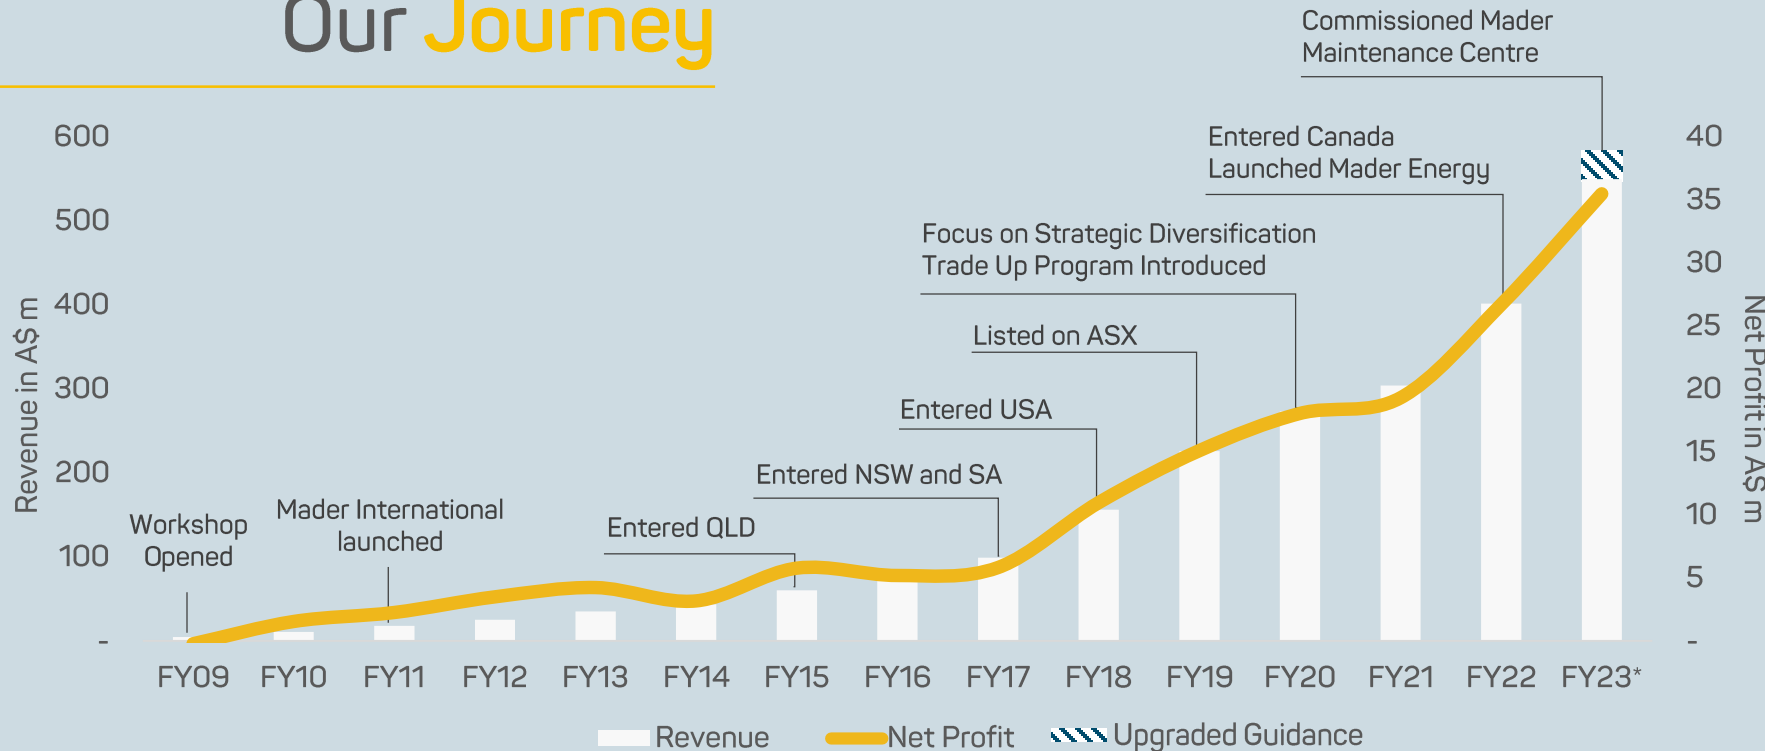 Our Journey
Commissioned Mader
Maintenance Centre
Entered Canada
Launched Mader Energy
Focus on Strategic Diversification
Trade Up Program Introduced
Listed on ASX
Entered USA
Entered NSW and SA
Entered QLD
Mader International
launched
Workshop
Opened
Revenue in A$ m
600
500
400
300
200
100
-
40
35
30
25
20
15
10
5
-
Net Profit in A$ m
FY09 FY10 FY11 FY12 FY13 FY14 FY15 FY16 FY17 FY18 FY19 FY20 FY21 FY22 FY23*
Revenue Net Profit Upgraded Guidance